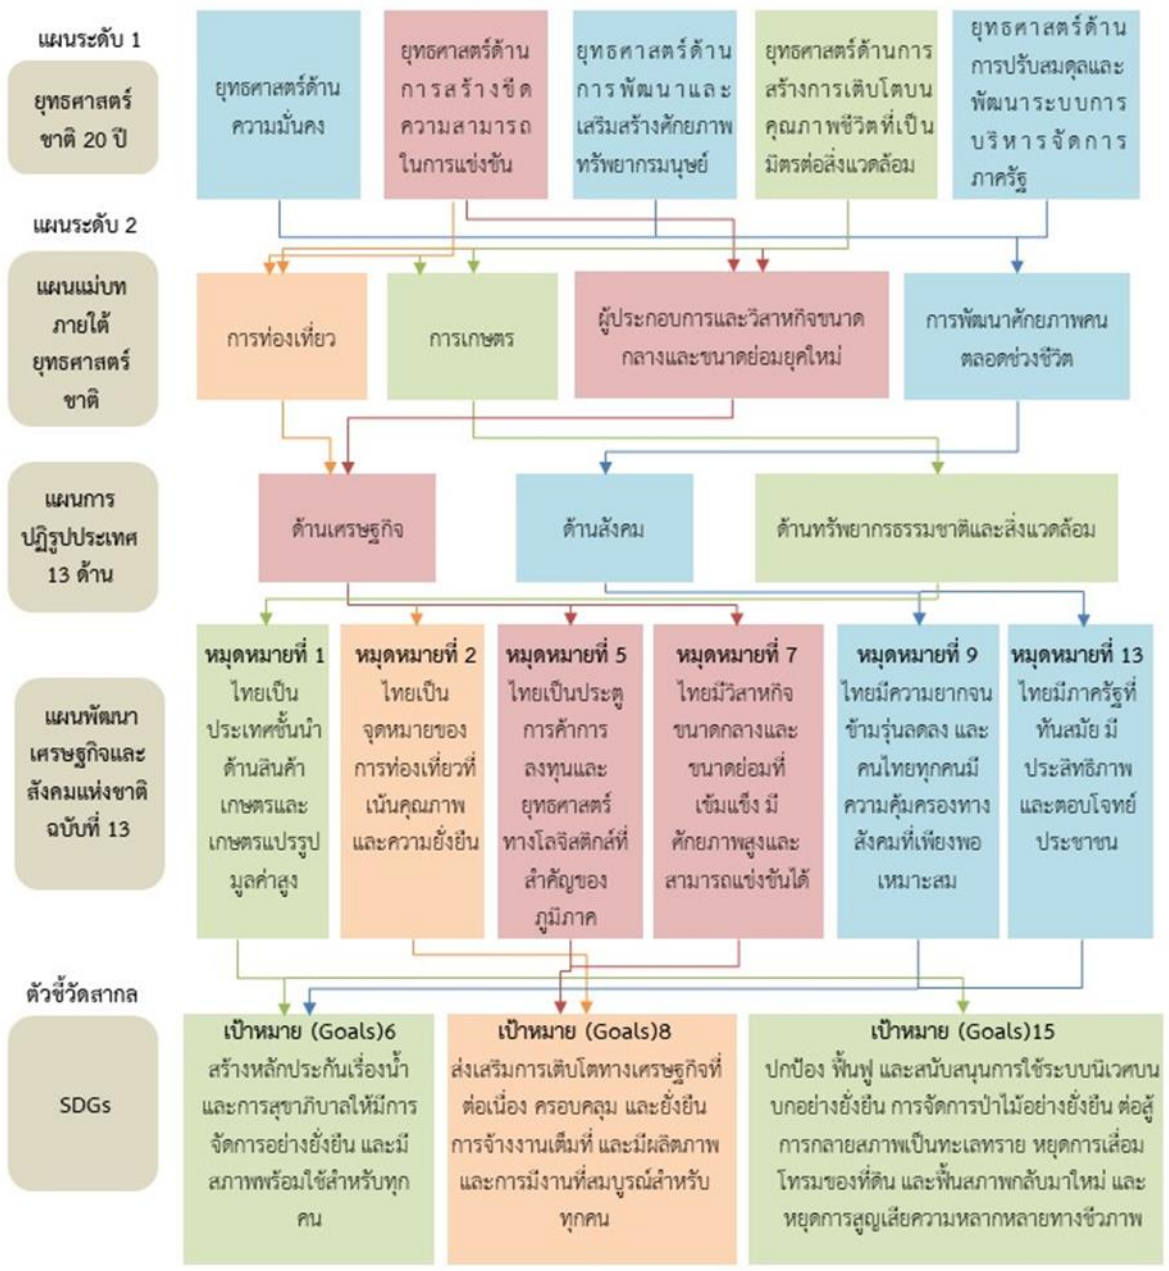 แผนระดับ 1
ยุทธศาสตร์
ชาติ 20 ปี
ยุทธศาสตร์ด้าน
ความมั่นคง
ยุทธศาสตร์ด้าน
การสร้างขีด
ความสามารถ
ในการแข่งขัน
ยุทธศาสตร์ด้าน
การพัฒนาและ
เสริมสร้างศักยภาพ
ทรัพยากรมนุษย์
ยุทธศาสตร์ด้านการ
สร้างการเติบโตบน
คุณภาพชีวิตที่เป็น
มิตรต่อสิ่งแวดล้อม
ยุทธศาสตร์ด้าน
การปรับสมดุลและ
พัฒนาระบบการ
บริหารจัดการ
ภาครัฐ
แผนระดับ 2
แผนแม่บท
ภายใต้
ยุทธศาสตร์
ชาติ
การท่องเที่ยว
การเกษตร
ผู้ประกอบการและวิสาหกิจขนาด
กลางและขนาดย่อมยุคใหม่
การพัฒนาศักยภาพคน
ตลอดช่วงชีวิต
แผนการ
ปฏิรูปประเทศ
13 ด้าน
ด้านเศรษฐกิจ
ด้านสังคม
ด้านทรัพยากรธรรมชาติและสิ่งแวดล้อม
แผนพัฒนา
เศรษฐกิจและ
สังคมแห่งชาติ
ฉบับที่ 13
หมุดหมายที่ 1
ไทยเป็น
ประเทศชั้นนำ
ด้านสินค้า
เกษตรและ
เกษตรแปรรูป
มูลค่าสูง
หมุดหมายที่ 2
ไทยเป็น
จุดหมายของ
การท่องเที่ยวที่
เน้นคุณภาพ
และความยั่งยืน
หมุดหมายที่ 5
ไทยเป็นประตู
การค้าการ
ลงทุนและ
ยุทธศาสตร์
ทางโลจิสติกส์ที่
สำคัญของ
ภูมิภาค
หมุดหมายที่ 7
ไทยมีวิสาหกิจ
ขนาดกลางและ
ขนาดย่อมที่
เข้มแข็ง มี
ศักยภาพสูงและ
สามารถแข่งขันได้
หมุดหมายที่ 9
ไทยมีความยากจน
ข้ามรุ่นลดลง และ
คนไทยทุกคนมี
ความคุ้มครองทาง
สังคมที่เพียงพอ
เหมาะสม
หมุดหมายที่ 13
ไทยมีภาครัฐที่
ทันสมัย มี
ประสิทธิภาพ
และตอบโจทย์
ประชาชน
ตัวชี้วัดสากล
SDGs
เป้าหมาย (Goals)6
สร้างหลักประกันเรื่องน้ำ
และการสุขาภิบาลให้มีการ
จัดการอย่างยั่งยืน และมี
สภาพพร้อมใช้สำหรับทุก
คน
เป้าหมาย (Goals)8
ส่งเสริมการเติบโตทางเศรษฐกิจที่
ต่อเนื่อง ครอบคลุม และยั่งยืน
การจ้างงานเต็มที่ และมีผลิตภาพ
และการมีงานที่สมบูรณ์สำหรับ
ทุกคน
เป้าหมาย (Goals)15
ปกป้อง ฟื้นฟู และสนับสนุนการใช้ระบบนิเวศบน
บกอย่างยั่งยืน การจัดการป่าไม้อย่างยั่งยืน ต่อสู้
การกลายสภาพเป็นทะเลทราย หยุดการเสื่อม
โทรมของที่ดิน และฟื้นสภาพกลับมาใหม่ และ
หยุดการสูญเสียความหลากหลายทางชีวภาพ